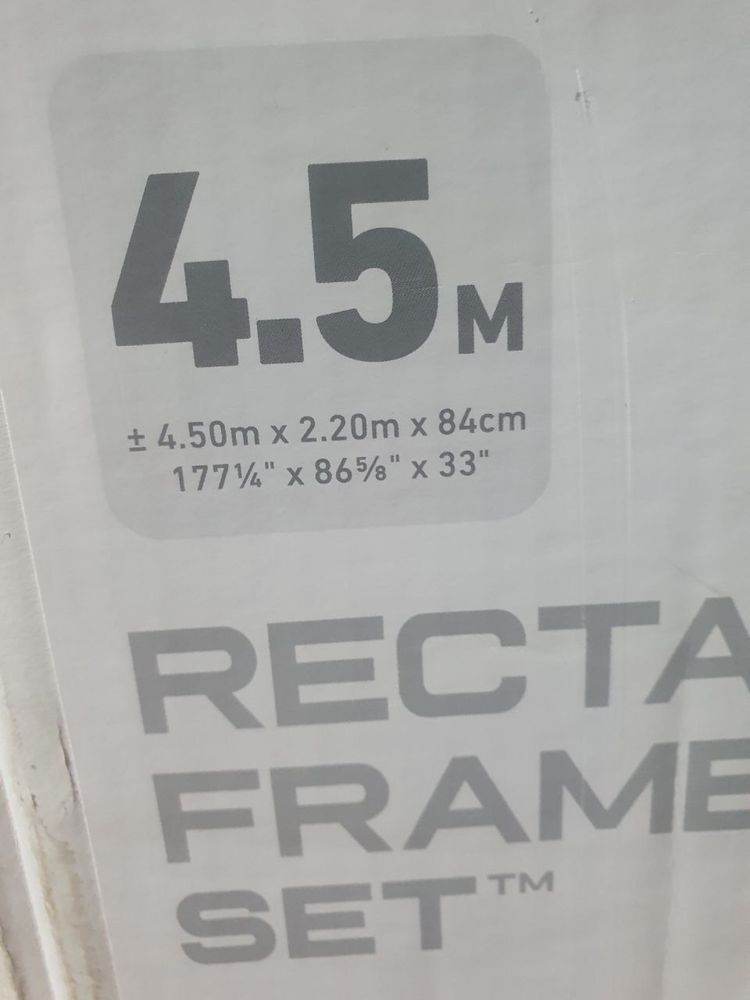 4.5M
± 4.50m x 2.20m x 84cm
177¼" x 86⅝" x 33"
RECTA
FRAME
SET™